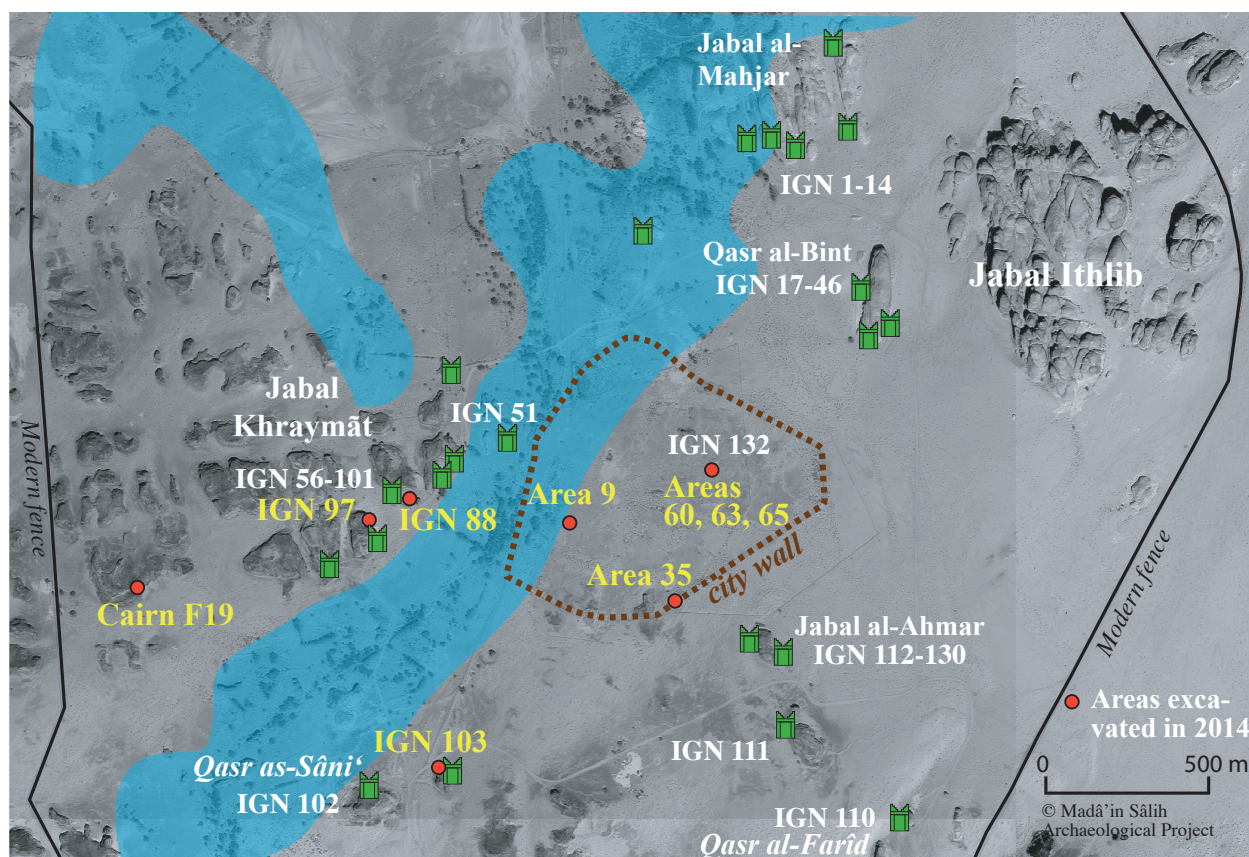 Jabal al-
Mahjar
IGN 1-14
Qasr al-Bint
IGN 17-46
Jabal Ithlib
Jabal
Khraymãt
IGN 51
IGN 56-101
IGN 97
IGN 88
Modern fence
Cairn F19
Area 9
IGN 132
Areas
60, 63, 65
Area 35
city wall
Jabal al-Ahmar
IGN 112-130
Modern fence
IGN 103
Qasr as-Sâni‘
IGN 102
IGN 111
IGN 110
Qasr al-Farîd
Areas exca-
vated in 2014
0 500 m
© Madâ’in Sâlih
Archaeological Project